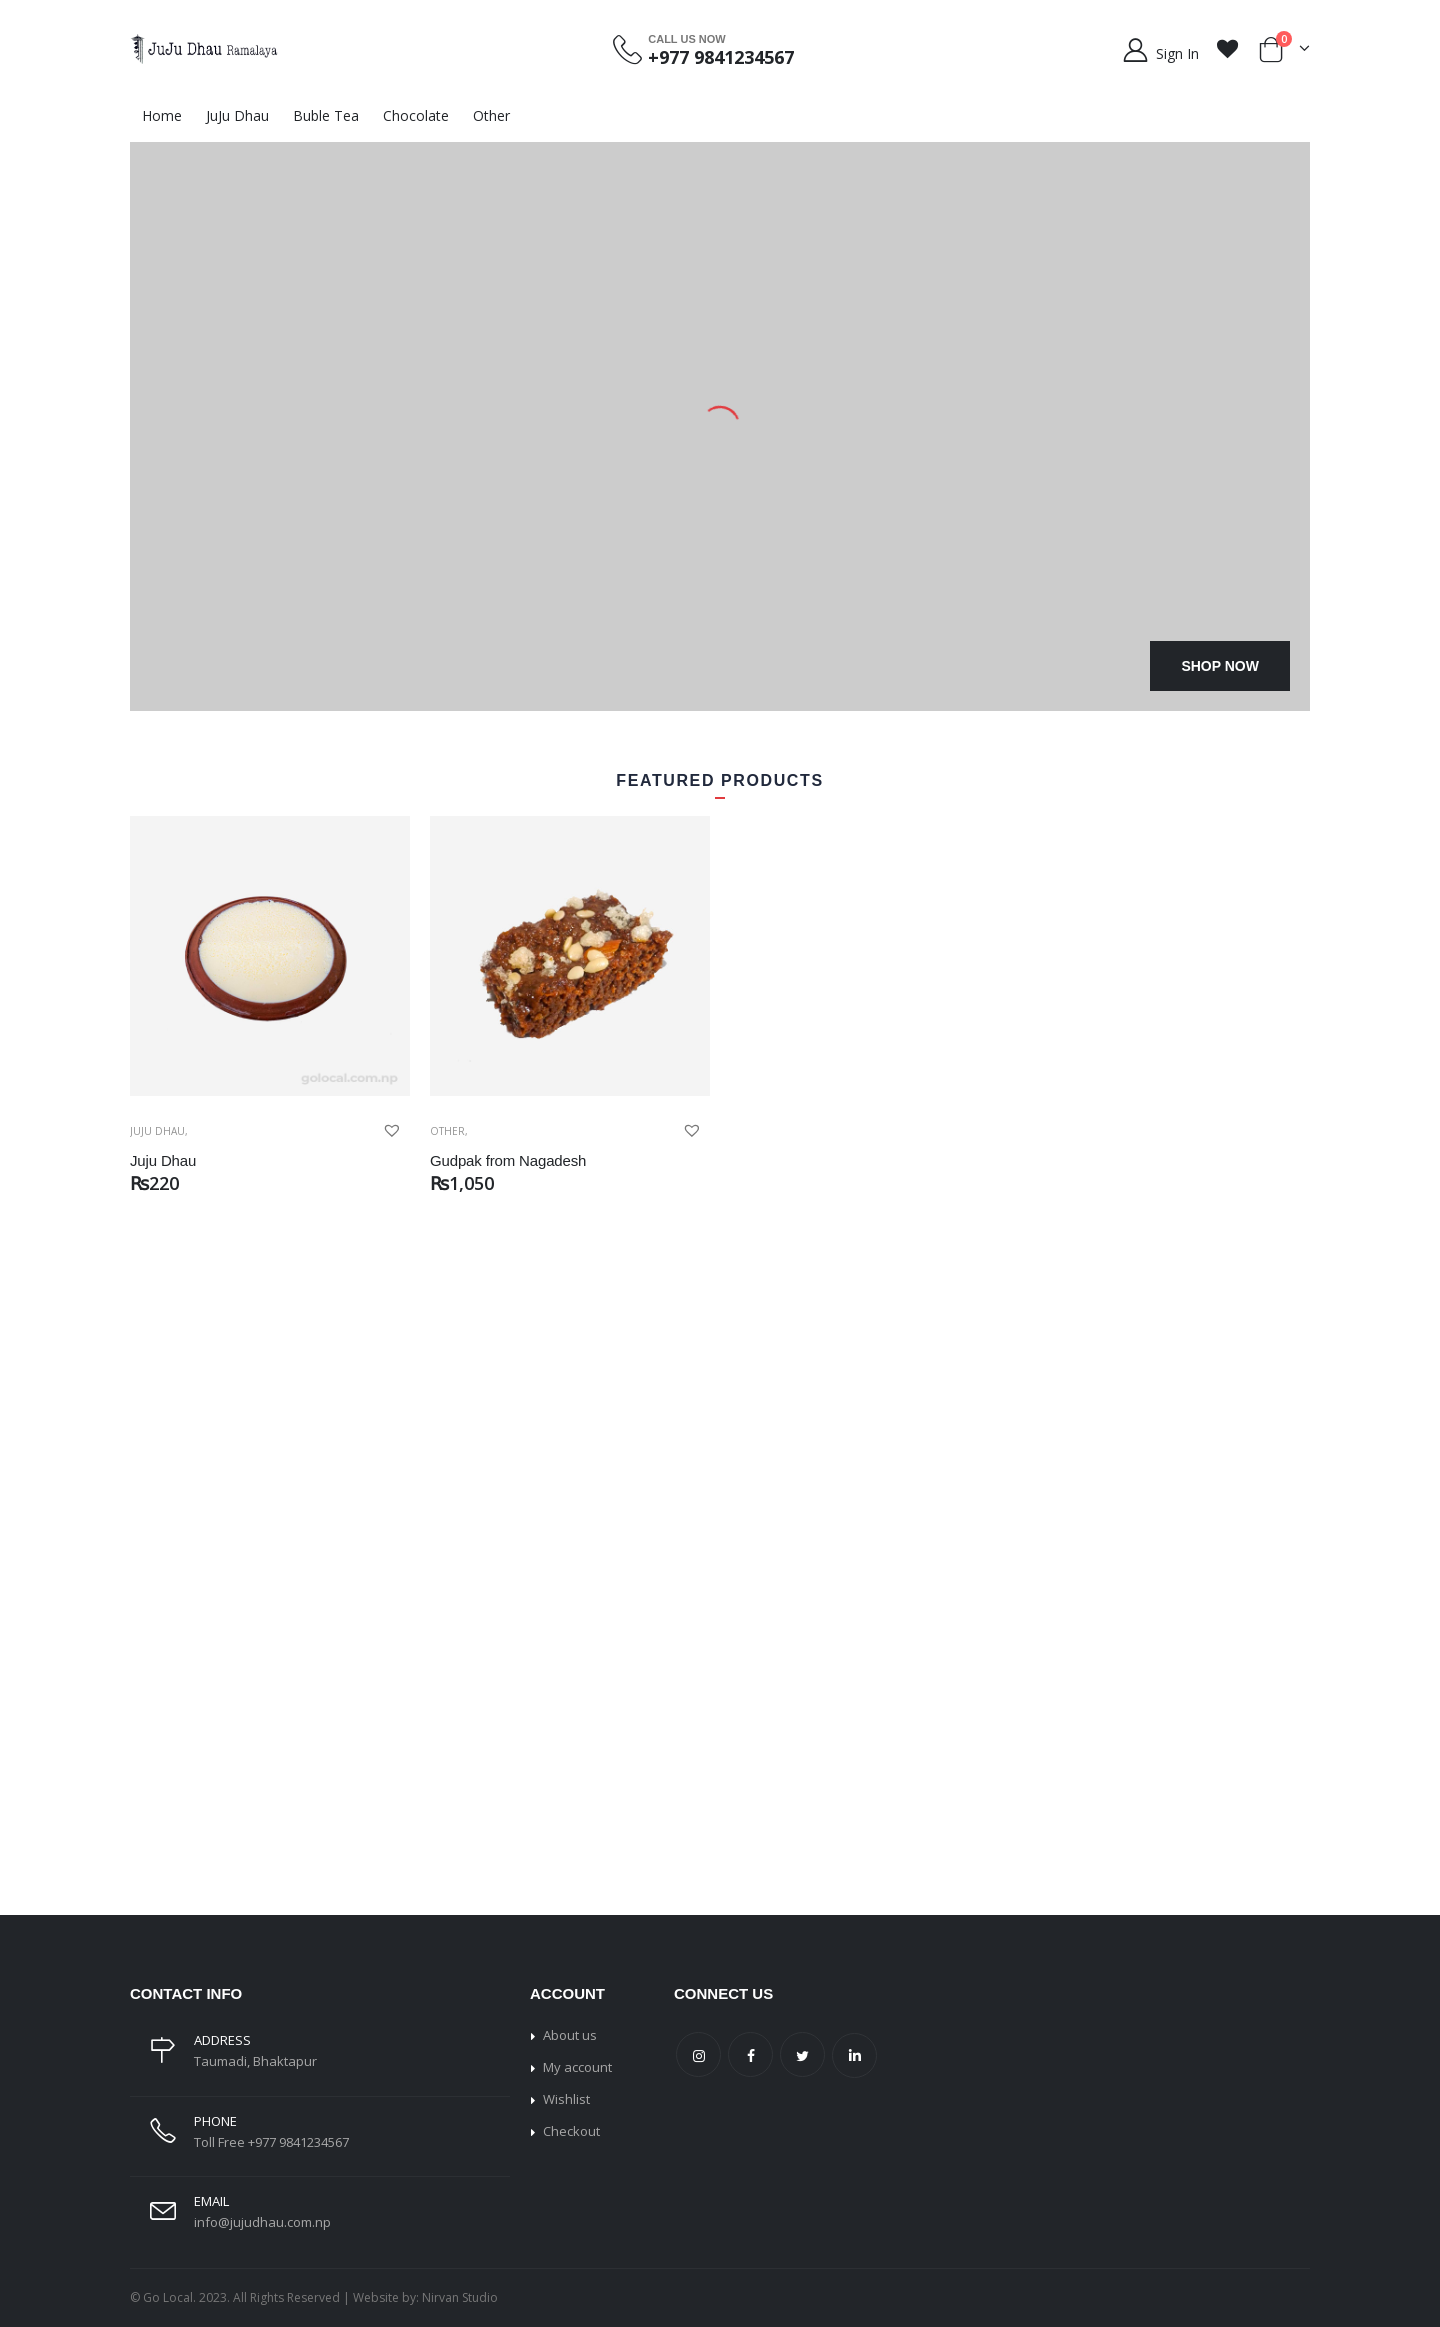 JuJu Dhau Ramalaya
CALL US NOW
+977 9841234567
Sign In
0
Home JuJu Dhau Buble Tea Chocolate Other
SHOP NOW
FEATURED PRODUCTS
golocal.com.np
JUJU DHAU,
Juju Dhau
₨220
OTHER,
Gudpak from Nagadesh
₨1,050
CONTACT INFO
ADDRESS
Taumadi, Bhaktapur
PHONE
Toll Free +977 9841234567
EMAIL
info@jujudhau.com.np
ACCOUNT
About us
My account
Wishlist
Checkout
CONNECT US
© Go Local. 2023. All Rights Reserved | Website by: Nirvan Studio